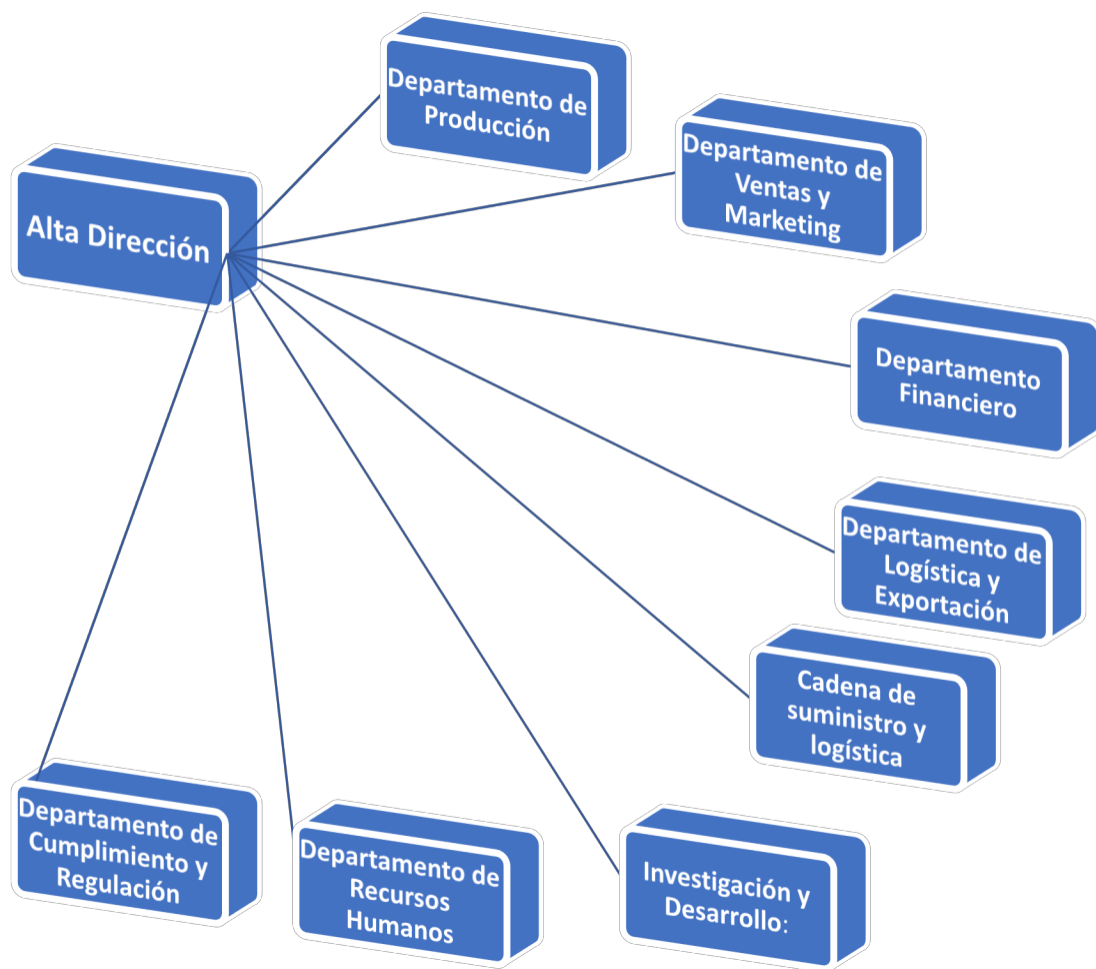 Departamento de
Producción
Departamento de
Ventas y
Marketing
Alta Dirección
Departamento
Financiero
Departamento de
Logística y
Exportación
Cadena de
suministro y
logística
Departamento de
Cumplimiento y
Regulación
Departamento de
Recursos
Humanos
Investigación y
Desarrollo: